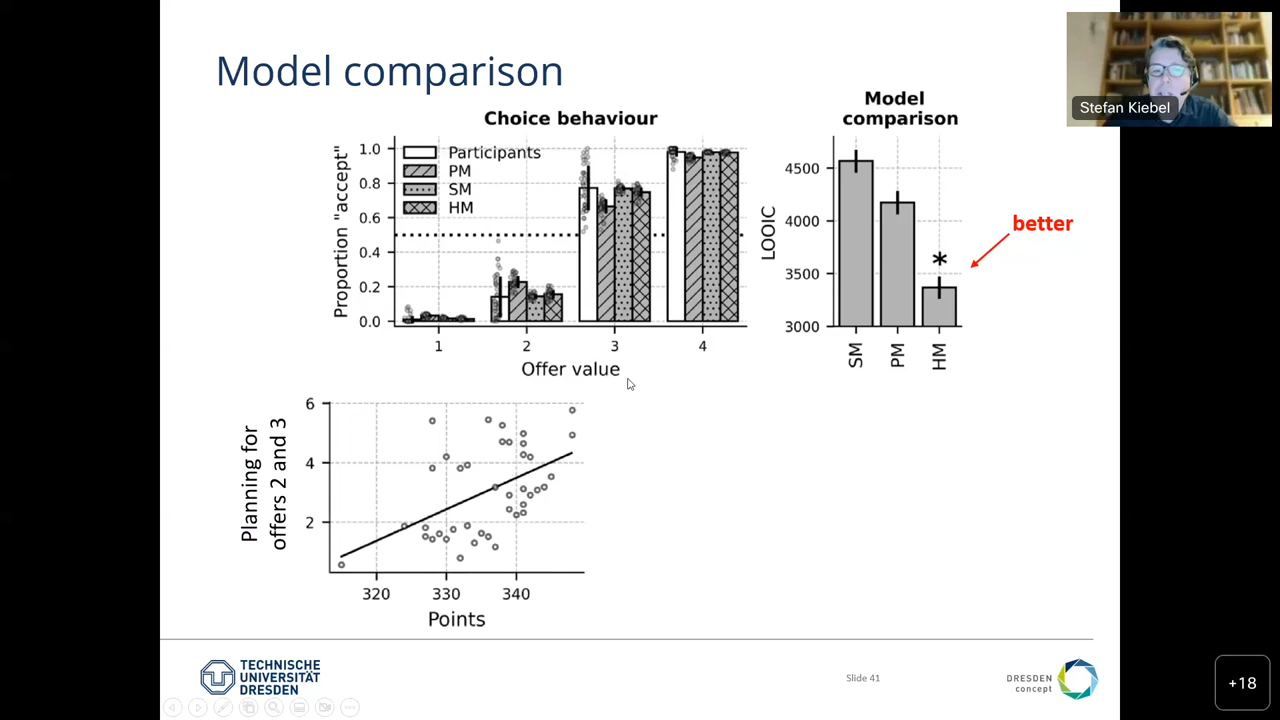 Model comparison
Stefan Kiebel
Choice behaviour
Proportion "accept"
1.0
0.8
0.6
0.4
0.2
0.0
Participants
PM
SM
HM
1
2
3
4
Offer value
Model
comparison
LOOIC
4500
4000
3500
3000
*
SM
PM
HM
better
Planning for
offers 2 and 3
6
4
2
320
330
340
Points
TECHNISCHE
UNIVERSITÄT
DRESDEN
Slide 41
DRESDEN
concept
+18